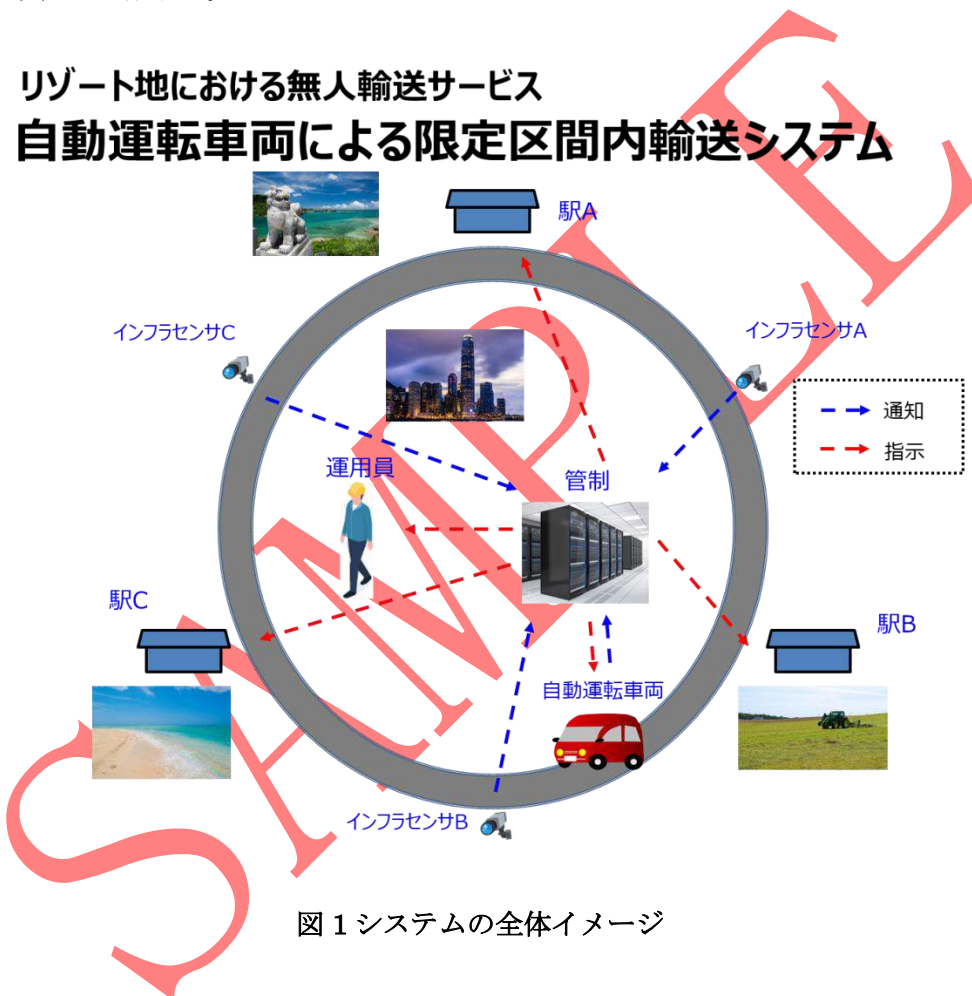 リゾート地における無人輸送サービス
自動運転車両による限定区間内輸送システム
駅A
インフラセンサC
インフラセンサA
通知
指示
運用員
管制
駅C
駅B
自動運転車両
インフラセンサB
図1システムの全体イメージ
SAMPLE